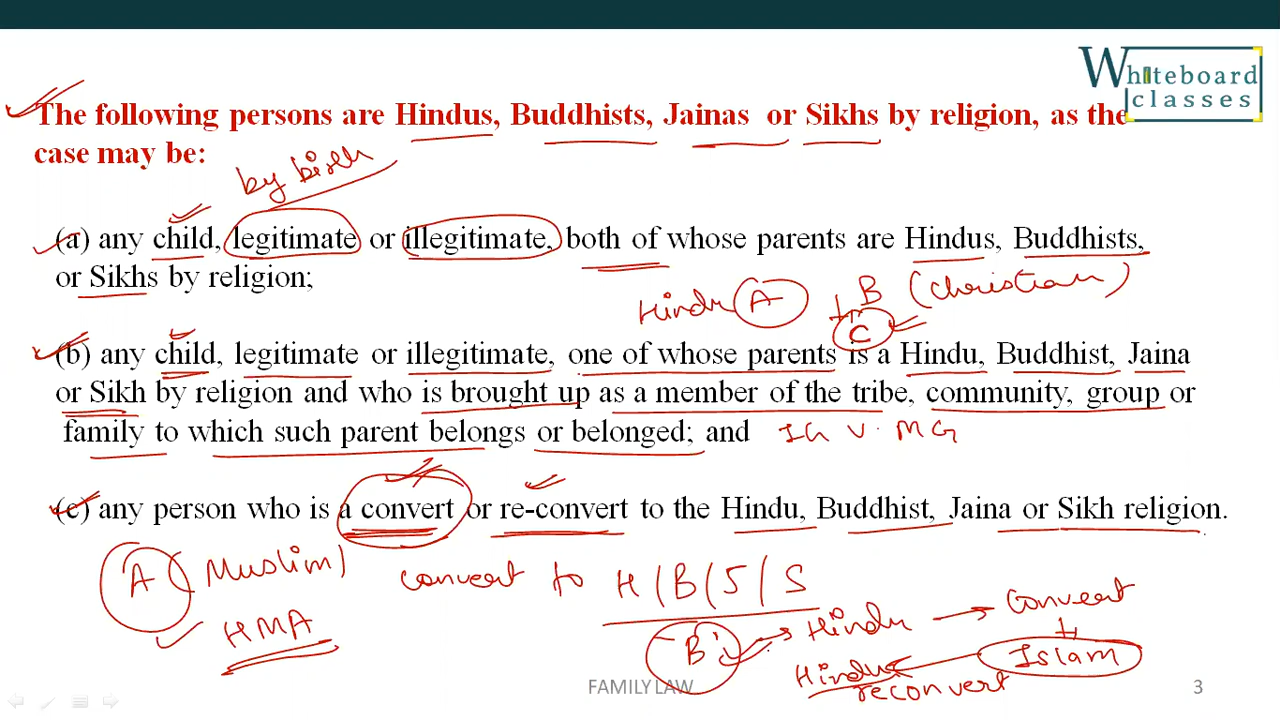 Whiteboard
classes
The following persons are Hindus, Buddhists, Jainas or Sikhs by religion, as the
case may be:
by birth
(a) any child, legitimate or illegitimate, both of whose parents are Hindus, Buddhists,
or Sikhs by religion;
Hindu A B (Christian)
C
(b) any child, legitimate or illegitimate, one of whose parents is a Hindu, Buddhist, Jaina
or Sikh by religion and who is brought up as a member of the tribe, community, group or
family to which such parent belongs or belonged; and IG V. MG
(c) any person who is a convert or re-convert to the Hindu, Buddhist, Jaina or Sikh religion.
A (Muslim) convert to H/B/J/S
HMA
B Hindu Convert
Islam
Hindu
reconvert
FAMILY LAW 3